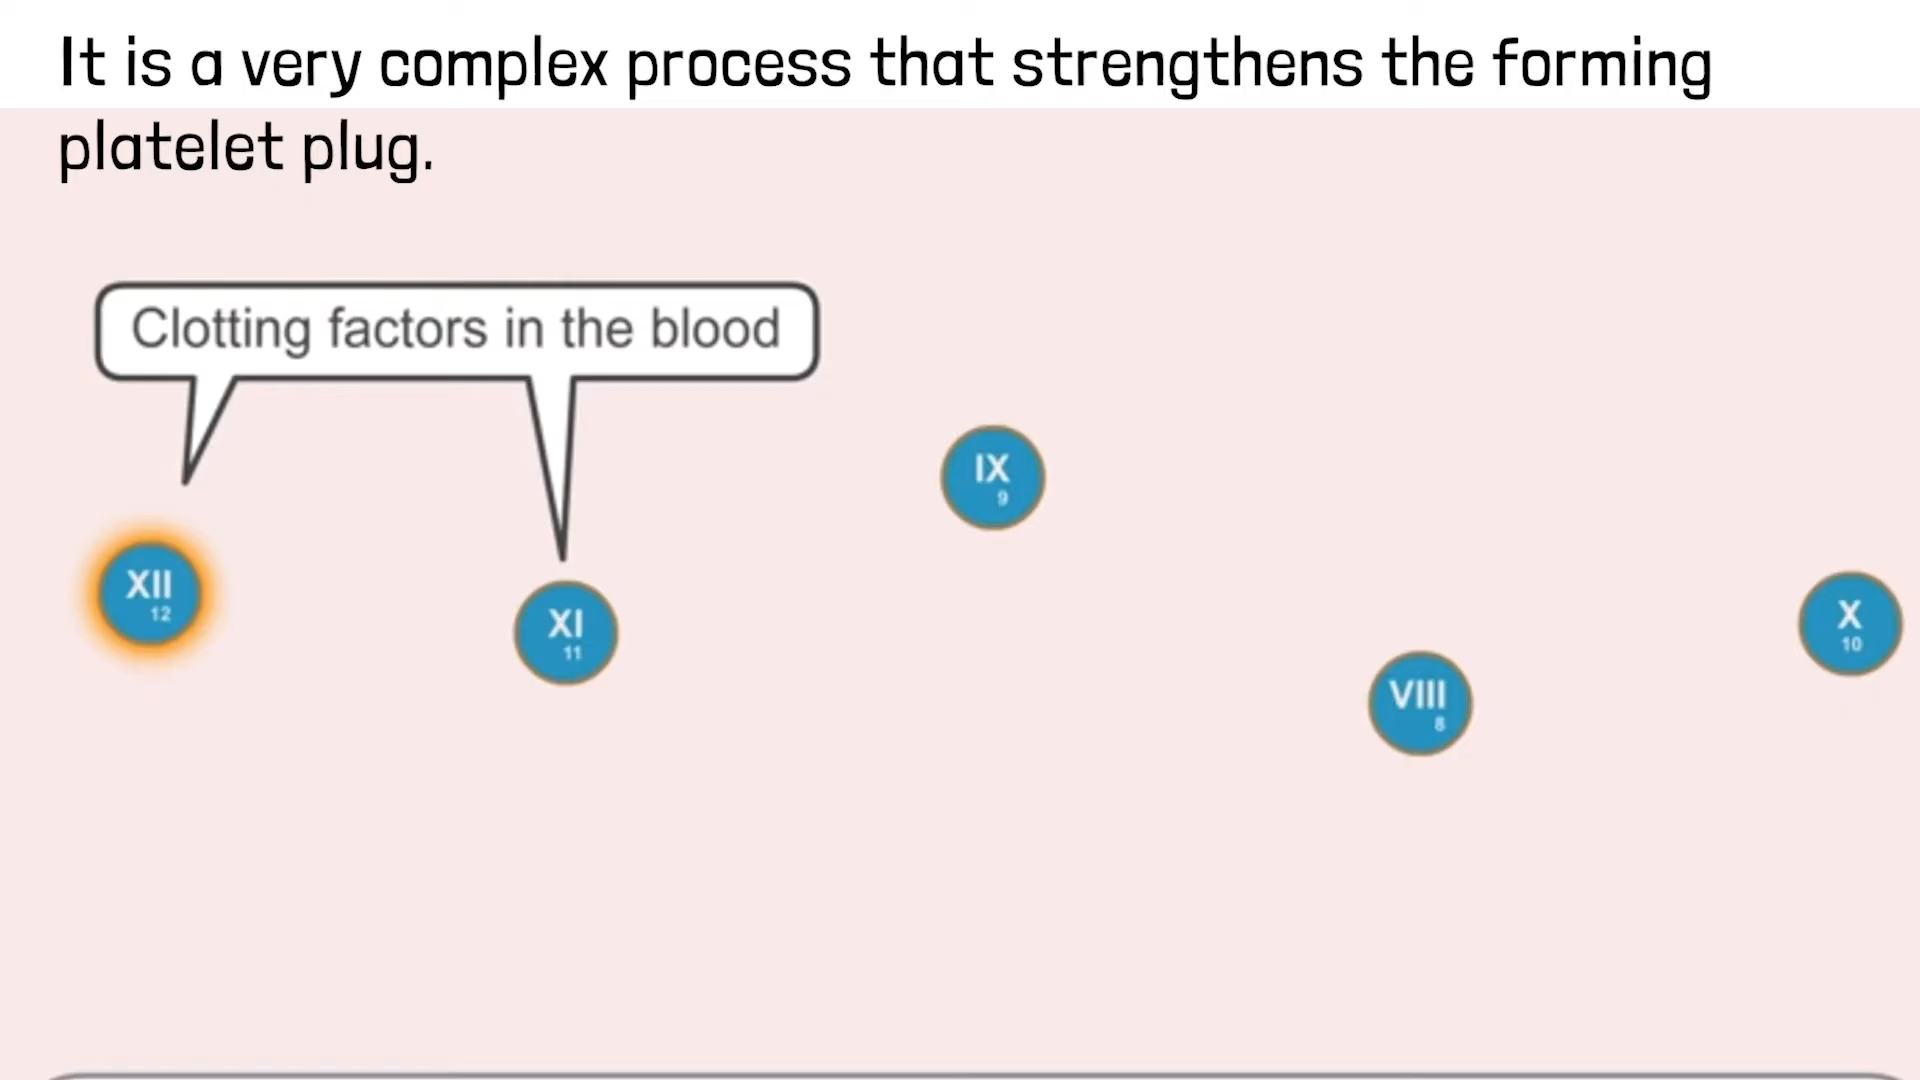 It is a very complex process that strengthens the forming
platelet plug.
Clotting factors in the blood
IX
9
XII
12
XI
11
X
10
VIII
8